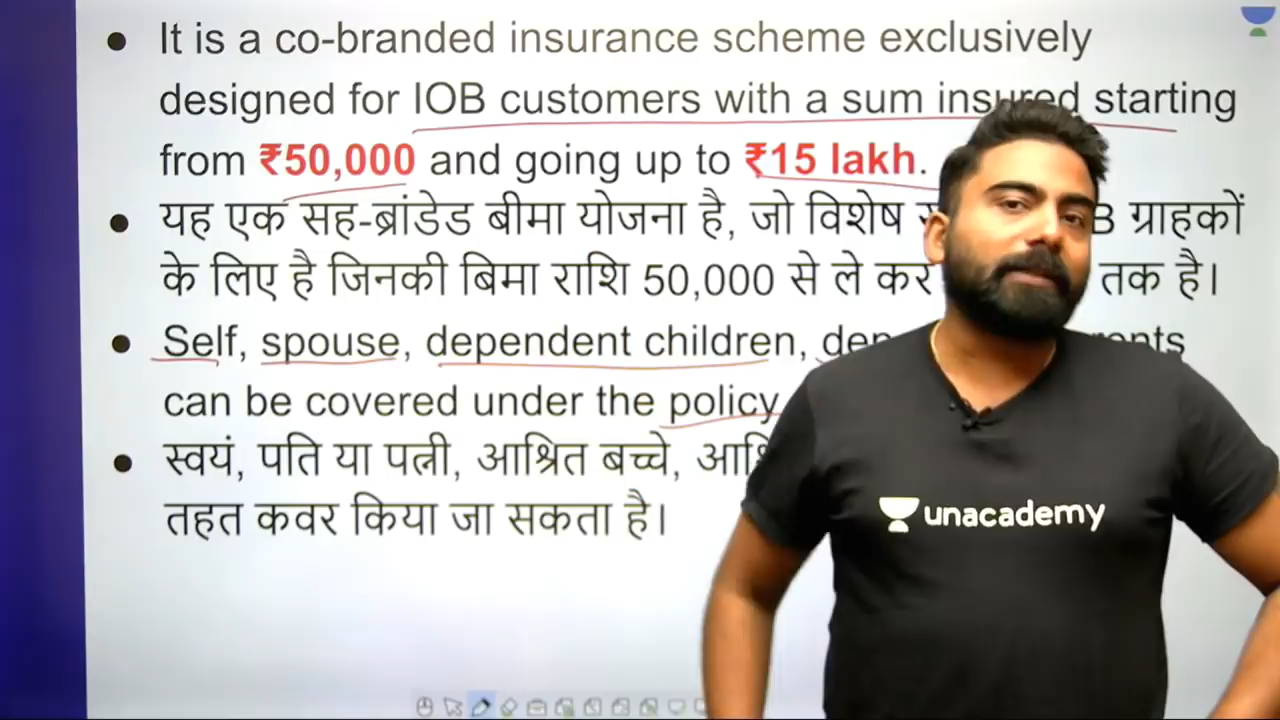 It is a co-branded insurance scheme exclusively
designed for IOB customers with a sum insured starting
from ₹50,000 and going up to ₹15 lakh.
यह एक सह-ब्रांडेड बीमा योजना है, जो विशेष ग्राहकों
के लिए है जिनकी बिमा राशि 50,000 से ले कर तक है।
Self, spouse, dependent children,
can be covered under the policy
स्वयं, पति या पत्नी, आश्रित बच्चे,
तहत कवर किया जा सकता है।
unacademy